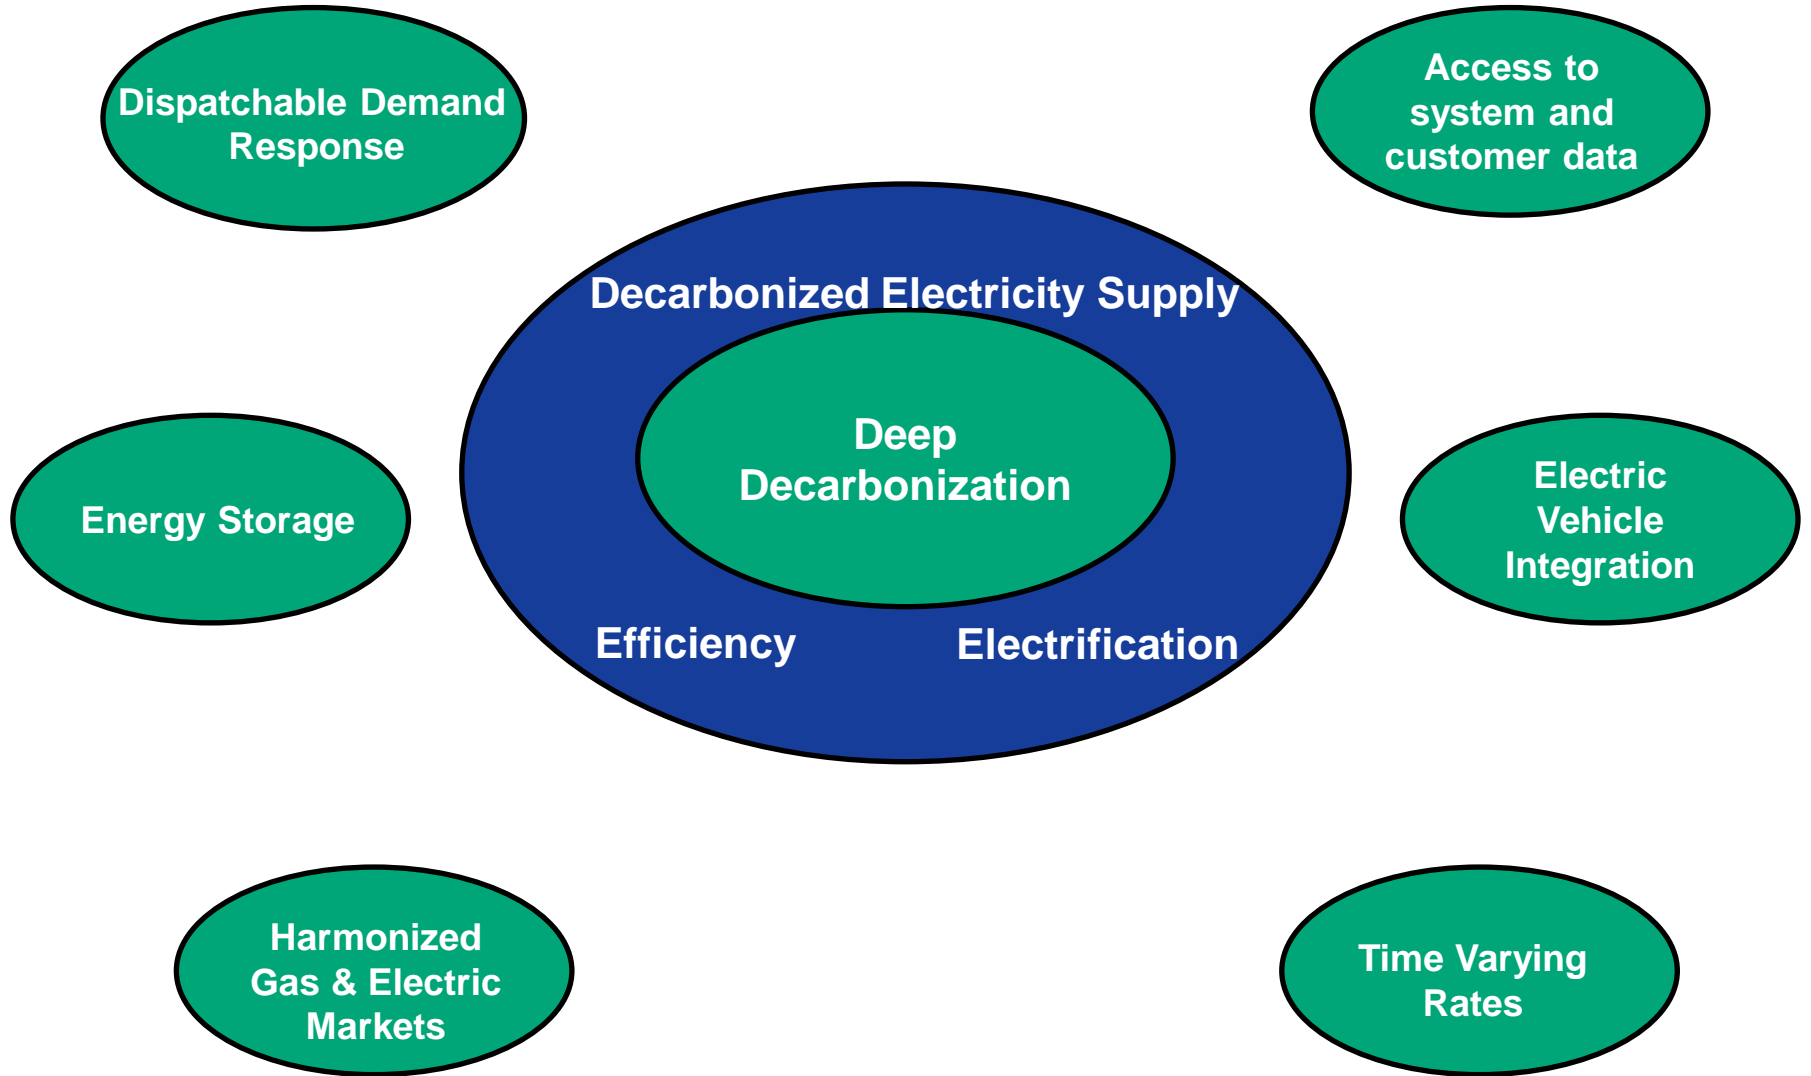 Dispatchable Demand
Response
Access to
system and
customer data
Decarbonized Electricity Supply
Deep
Decarbonization
Energy Storage
Electric
Vehicle
Integration
Efficiency
Electrification
Harmonized
Gas & Electric
Markets
Time Varying
Rates